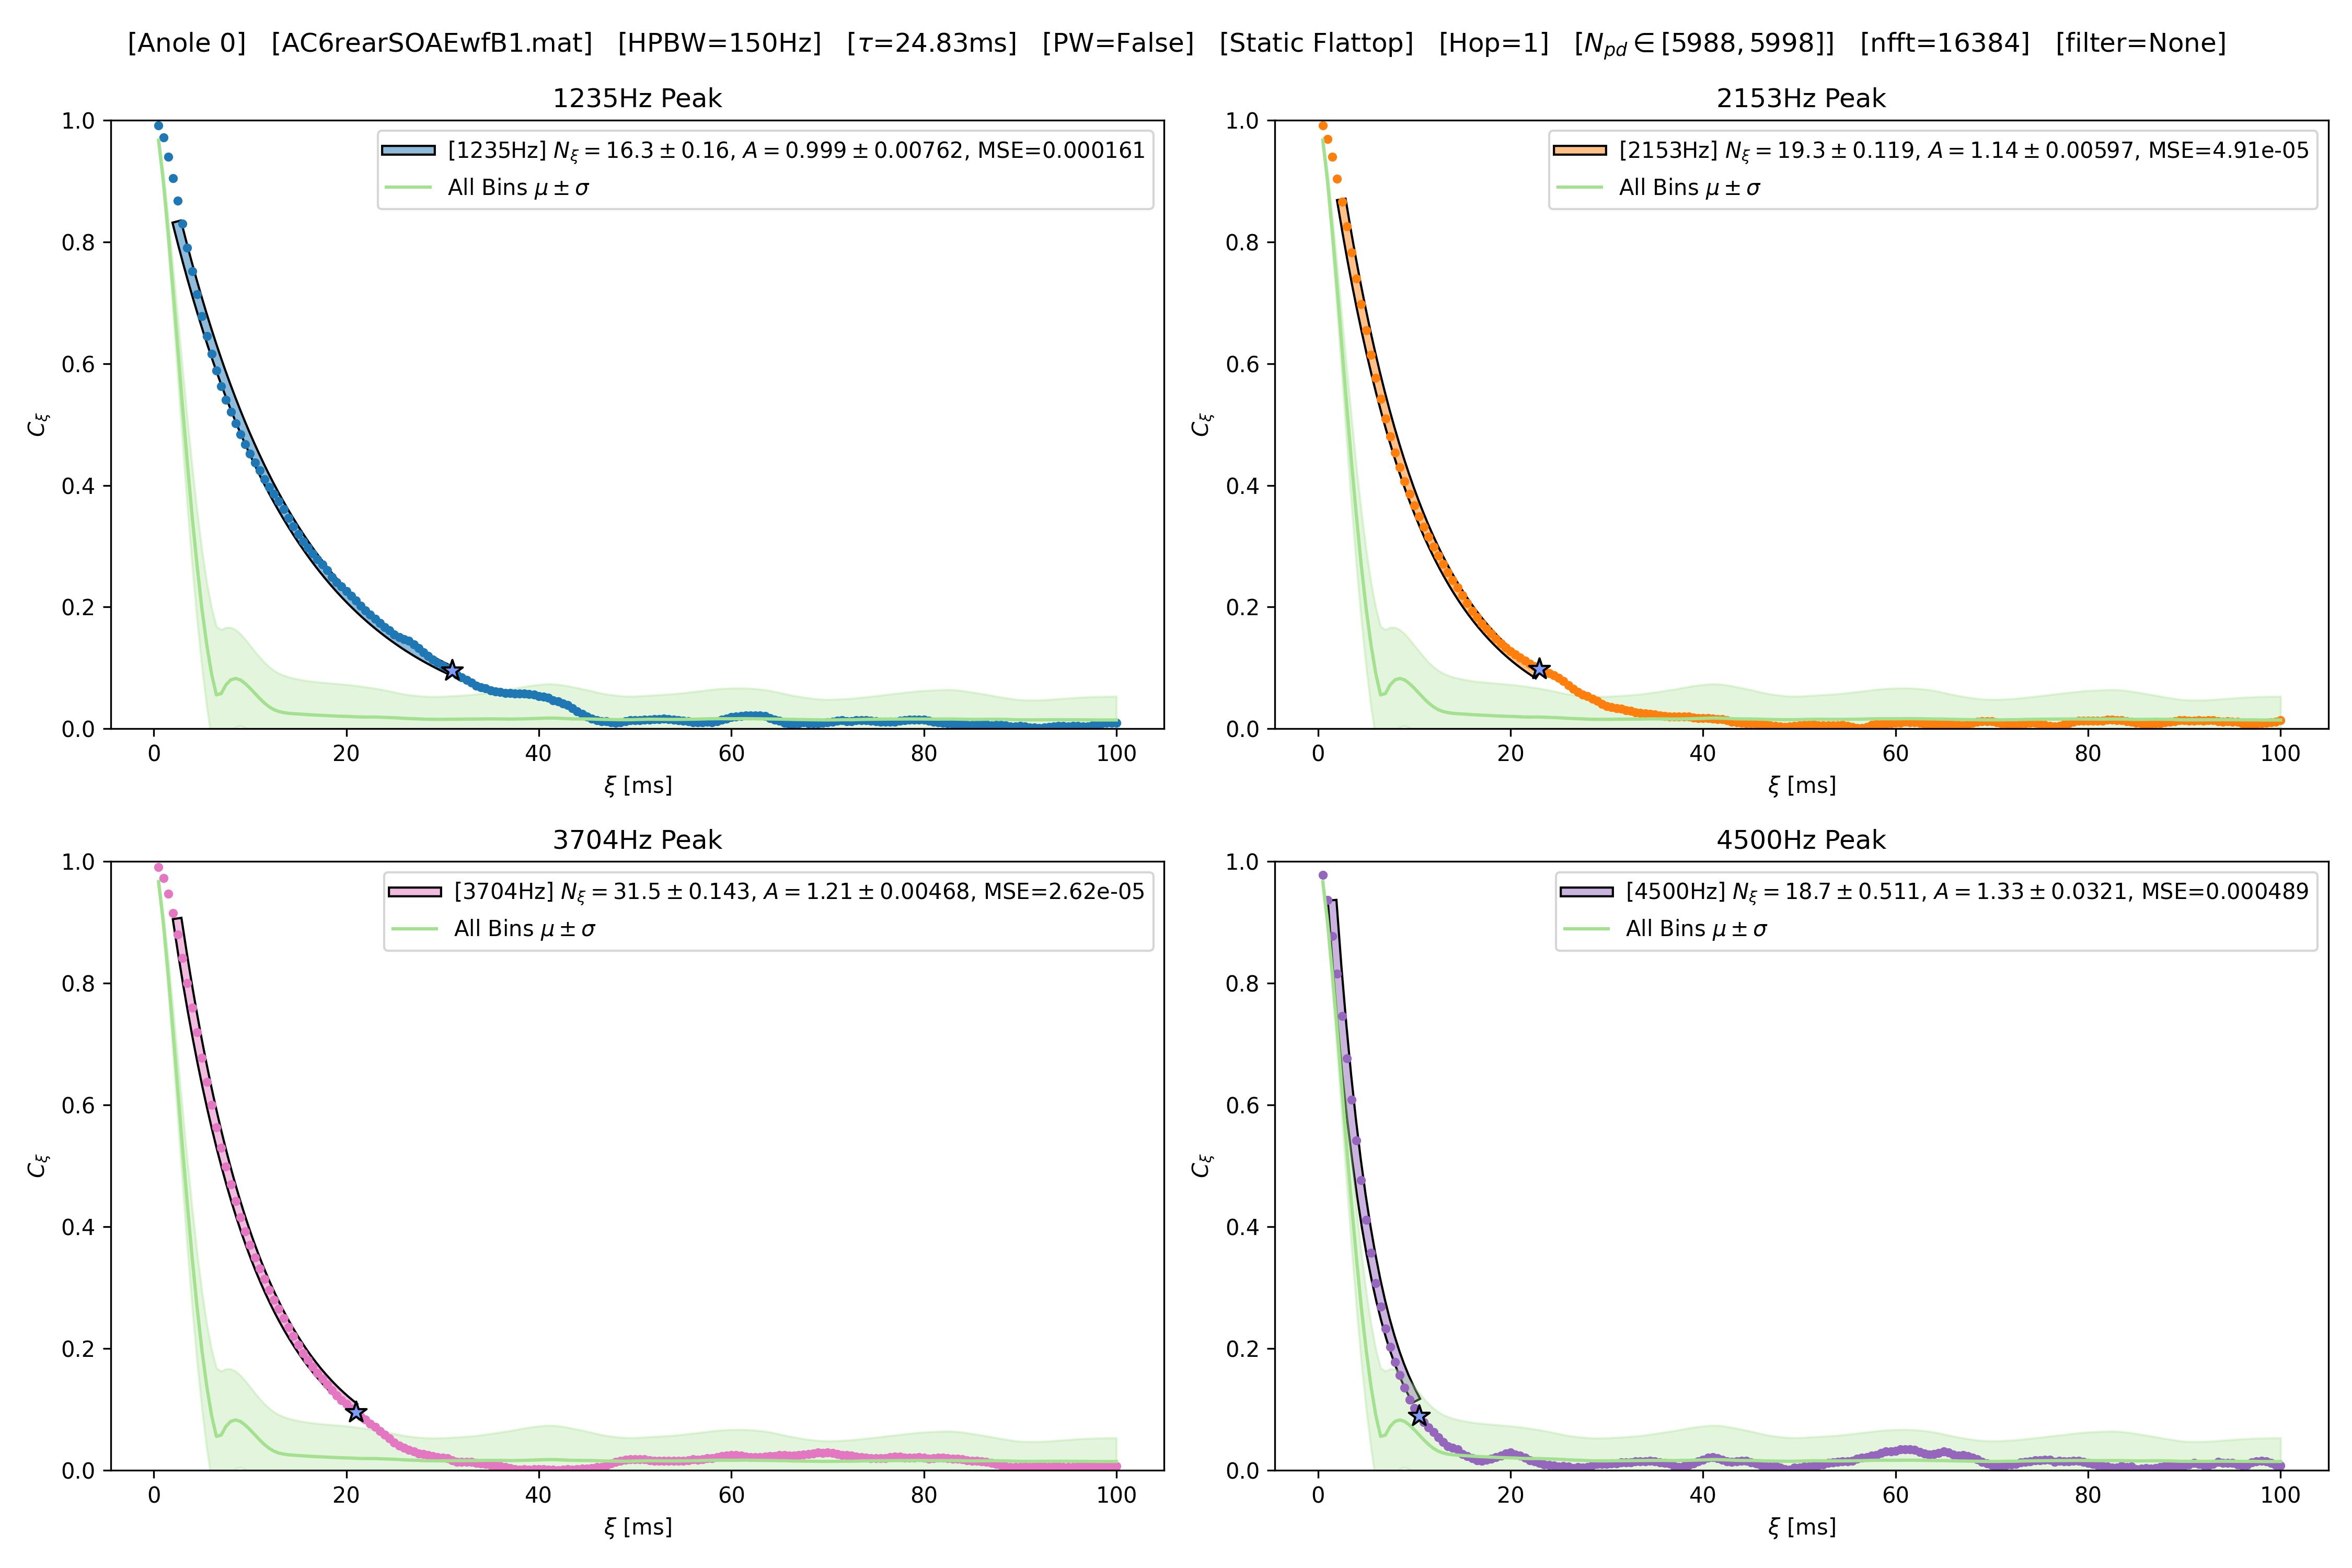 [Anole 0] [AC6rearSOAEwfB1.mat] [HPBW=150Hz] [τ=24.83ms] [PW=False] [Static Flattop] [Hop=1] [N_pd ∈ [5988, 5998]] [nfft=16384] [filter=None]
1235Hz Peak
[1235Hz] N_ξ = 16.3 ± 0.16, A = 0.999 ± 0.00762, MSE=0.000161
All Bins μ ± σ
1.0
0.8
0.6
0.4
0.2
0.0
C_ξ
0 20 40 60 80 100
ξ [ms]
2153Hz Peak
[2153Hz] N_ξ = 19.3 ± 0.119, A = 1.14 ± 0.00597, MSE=4.91e-05
All Bins μ ± σ
1.0
0.8
0.6
0.4
0.2
0.0
C_ξ
0 20 40 60 80 100
ξ [ms]
3704Hz Peak
[3704Hz] N_ξ = 31.5 ± 0.143, A = 1.21 ± 0.00468, MSE=2.62e-05
All Bins μ ± σ
1.0
0.8
0.6
0.4
0.2
0.0
C_ξ
0 20 40 60 80 100
ξ [ms]
4500Hz Peak
[4500Hz] N_ξ = 18.7 ± 0.511, A = 1.33 ± 0.0321, MSE=0.000489
All Bins μ ± σ
1.0
0.8
0.6
0.4
0.2
0.0
C_ξ
0 20 40 60 80 100
ξ [ms]